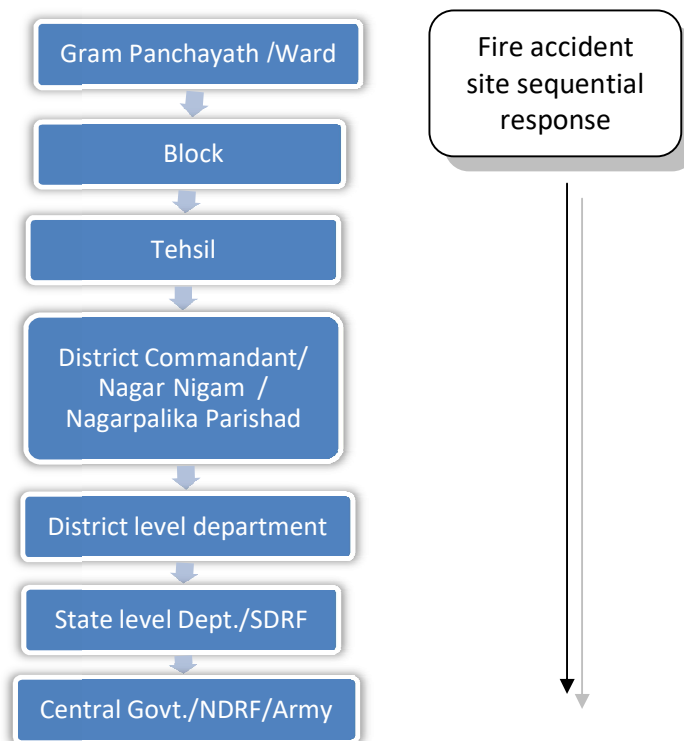 Gram Panchayath /Ward
Block
Tehsil
District Commandant/
Nagar Nigam /
Nagarpalika Parishad
District level department
State level Dept./SDRF
Central Govt./NDRF/Army
Fire accident
site sequential
response